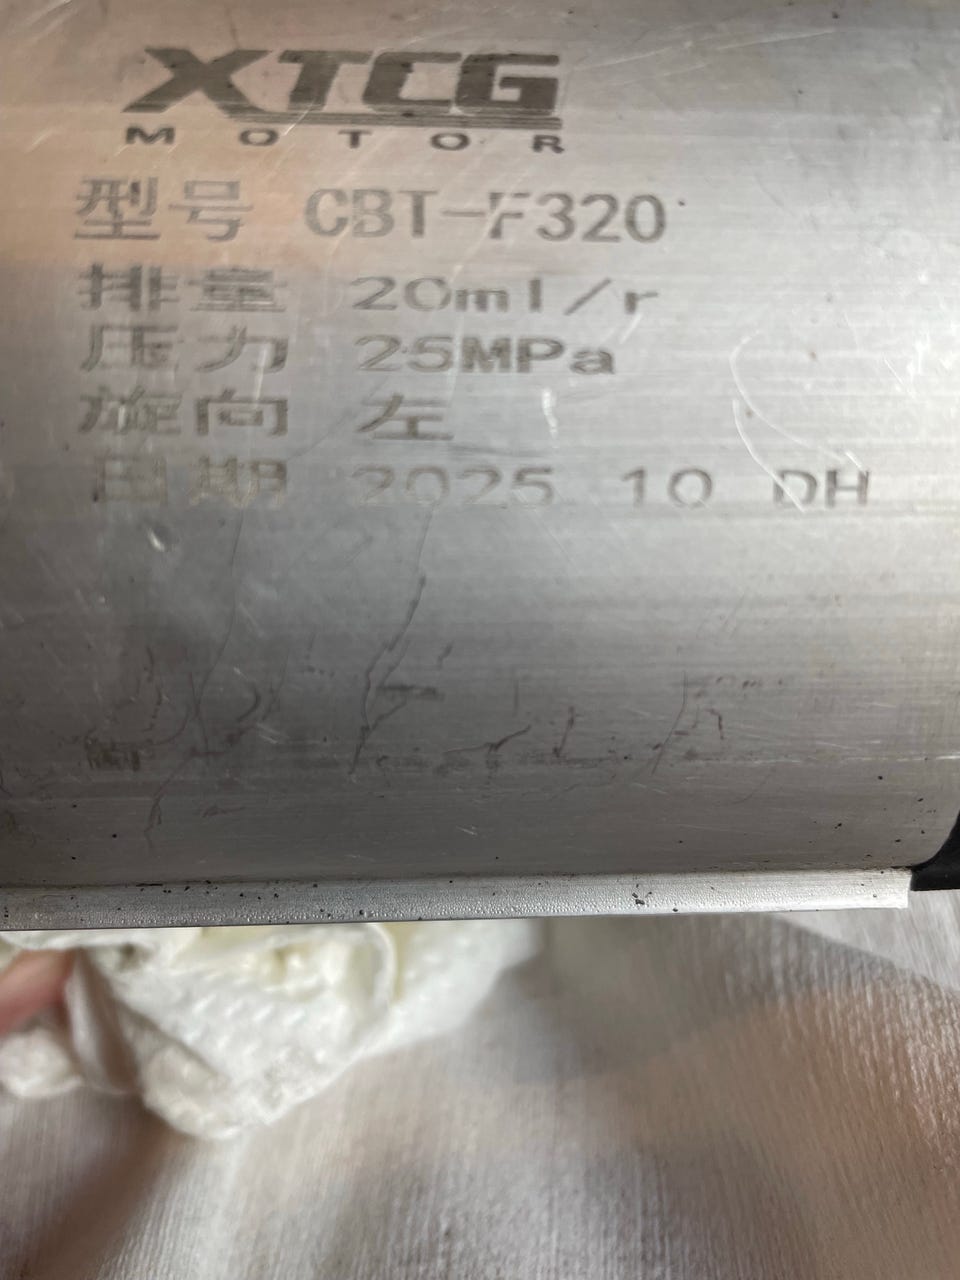 XTCG
MOTOR
型号 CBT-F320
排量 20ml/r
压力 25MPa
旋向 左
日期 2025 10 DH